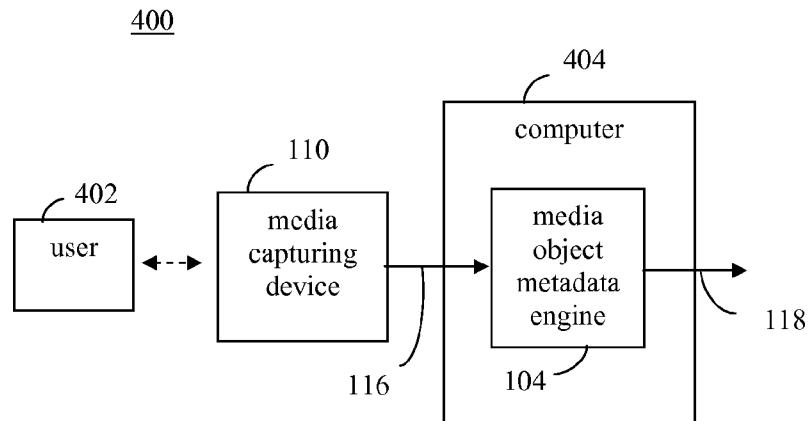 400
404
computer
110
402
user
media
capturing
device
media
object
metadata
engine
118
116
104